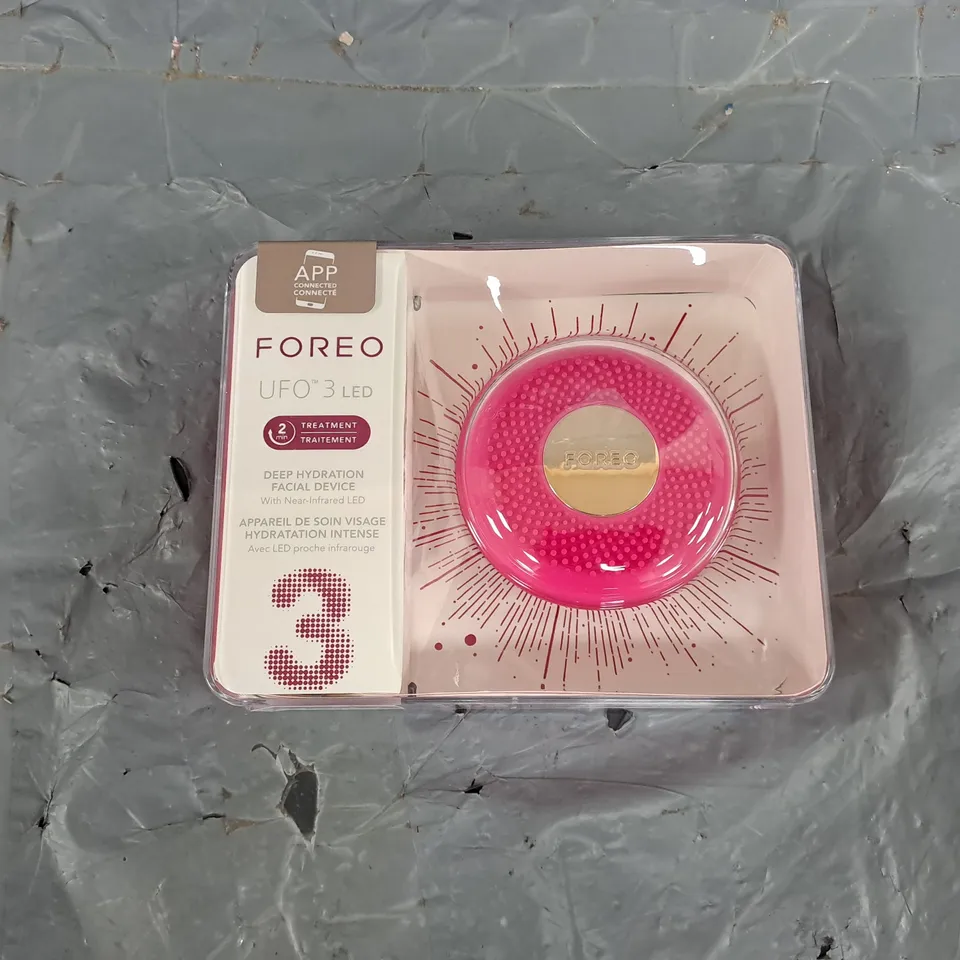 APP
CONNECTED
CONNECTÉ
FOREO
UFO™ 3 LED
2 min
TREATMENT
TRAITEMENT
DEEP HYDRATION
FACIAL DEVICE
With Near-Infrared LED
APPAREIL DE SOIN VISAGE
HYDRATATION INTENSE
Avec LED proche infrarouge
3
FOREO